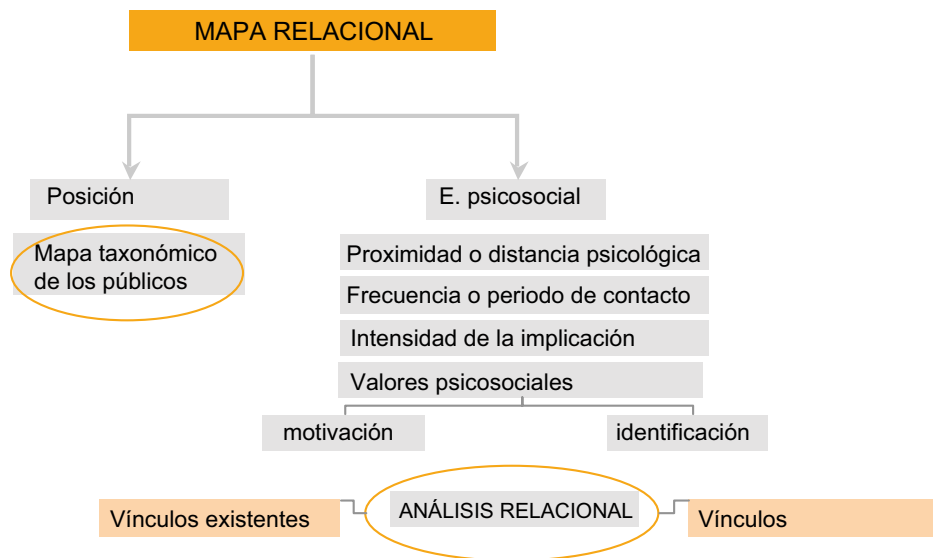 MAPA RELACIONAL
Posición
E. psicosocial
Mapa taxonómico
de los públicos
Proximidad o distancia psicológica
Frecuencia o periodo de contacto
Intensidad de la implicación
Valores psicosociales
motivación
identificación
Vínculos existentes
ANÁLISIS RELACIONAL
Vínculos